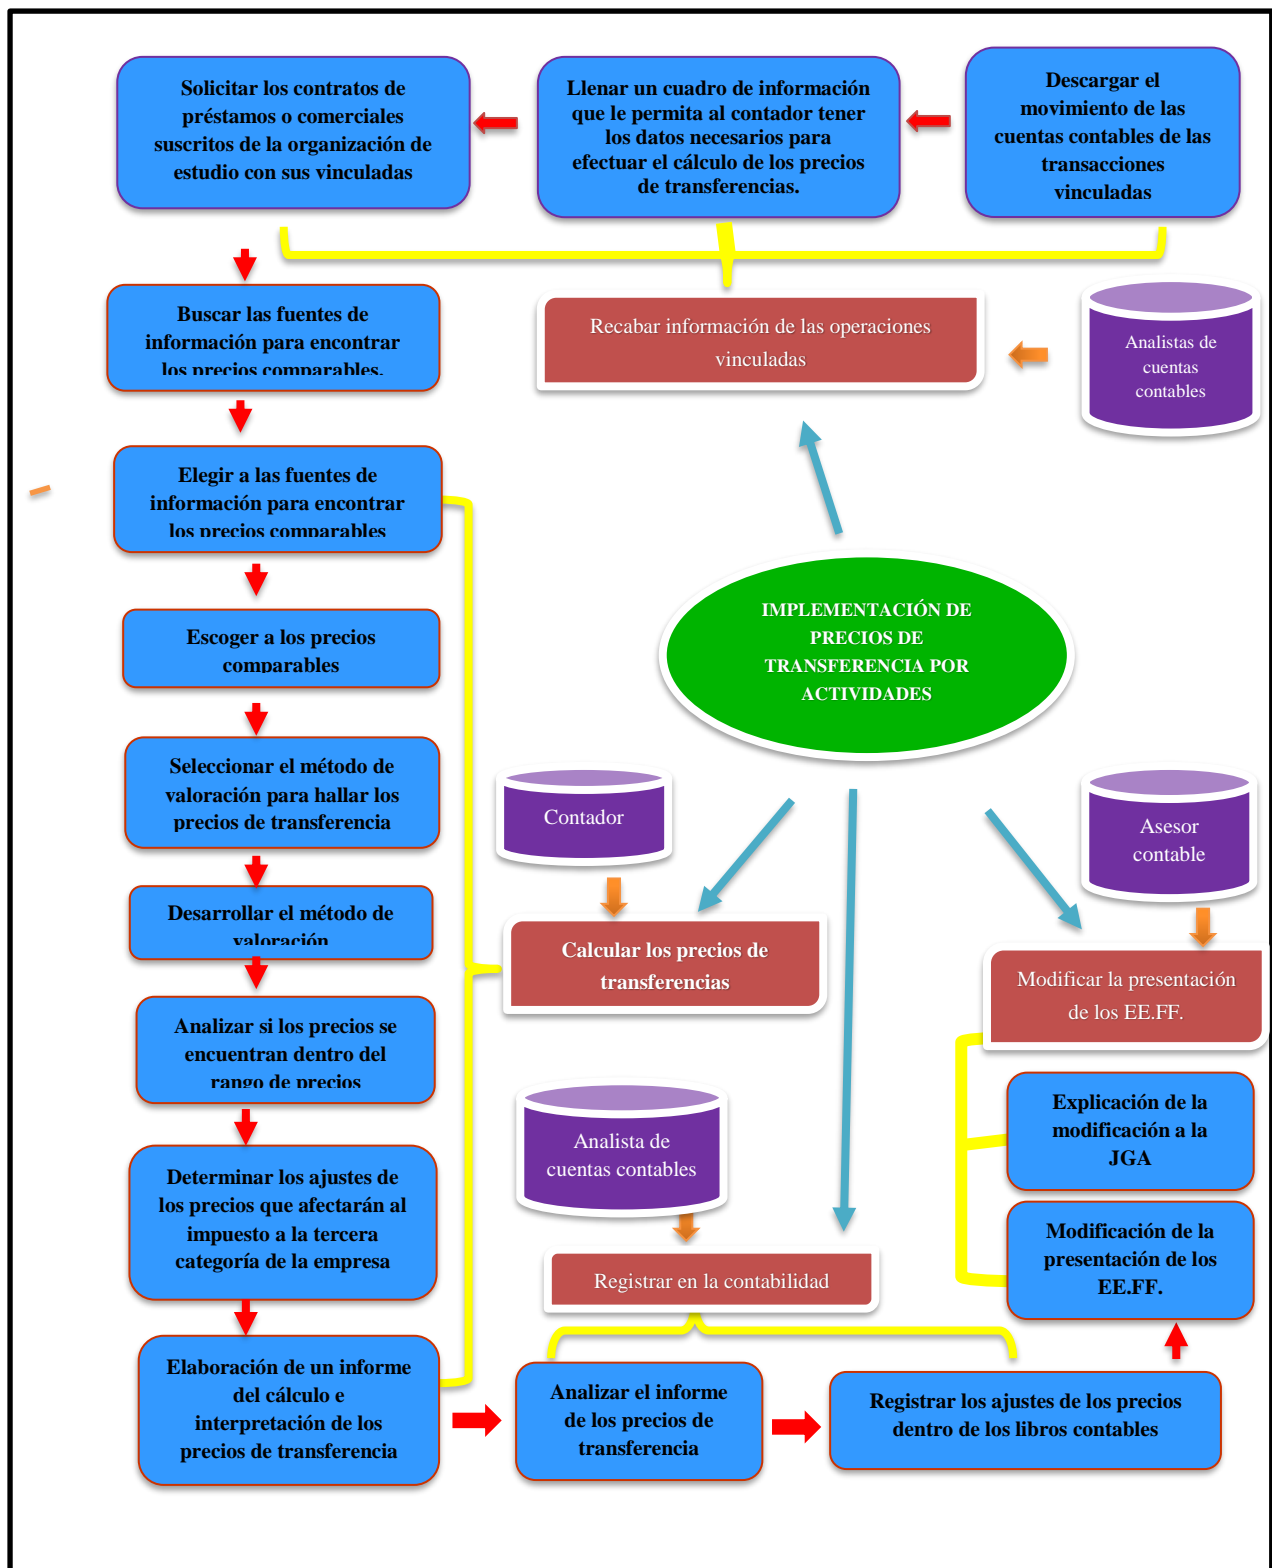 Solicitar los contratos de
préstamos o comerciales
suscritos de la organización de
estudio con sus vinculadas
Llenar un cuadro de información
que le permita al contador tener
los datos necesarios para
efectuar el cálculo de los precios
de transferencias.
Descargar el
movimiento de las
cuentas contables de las
transacciones
vinculadas
Buscar las fuentes de
información para encontrar
los precios comparables.
Recabar información de las operaciones
vinculadas
Analistas de
cuentas
contables
Elegir a las fuentes de
información para encontrar
los precios comparables
Escoger a los precios
comparables
IMPLEMENTACIÓN DE
PRECIOS DE
TRANSFERENCIA POR
ACTIVIDADES
Seleccionar el método de
valoración para hallar los
precios de transferencia
Contador
Asesor
contable
Desarrollar el método de
valoración
Calcular los precios de
transferencias
Modificar la presentación
de los EE.FF.
Analizar si los precios se
encuentran dentro del
rango de precios
Analista de
cuentas contables
Explicación de la
modificación a la
JGA
Determinar los ajustes de
los precios que afectarán al
impuesto a la tercera
categoría de la empresa
Registrar en la contabilidad
Modificación de la
presentación de los
EE.FF.
Elaboración de un informe
del cálculo e
interpretación de los
precios de transferencia
Analizar el informe
de los precios de
transferencia
Registrar los ajustes de los precios
dentro de los libros contables